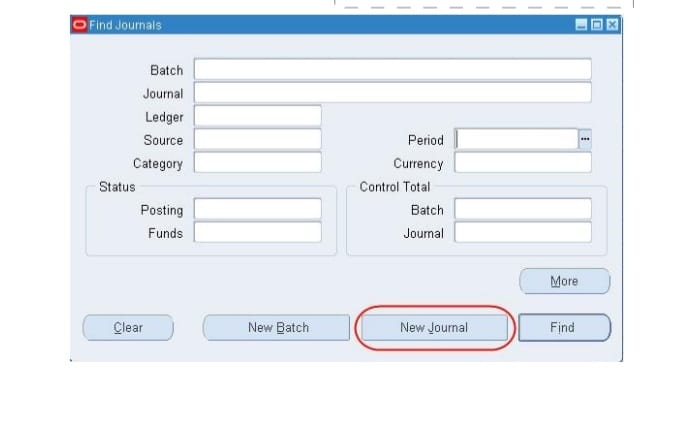 Find Journals
Batch
Journal
Ledger
Source
Period
Category
Currency
Status
Control Total
Posting
Batch
Funds
Journal
More
Clear
New Batch
New Journal
Find